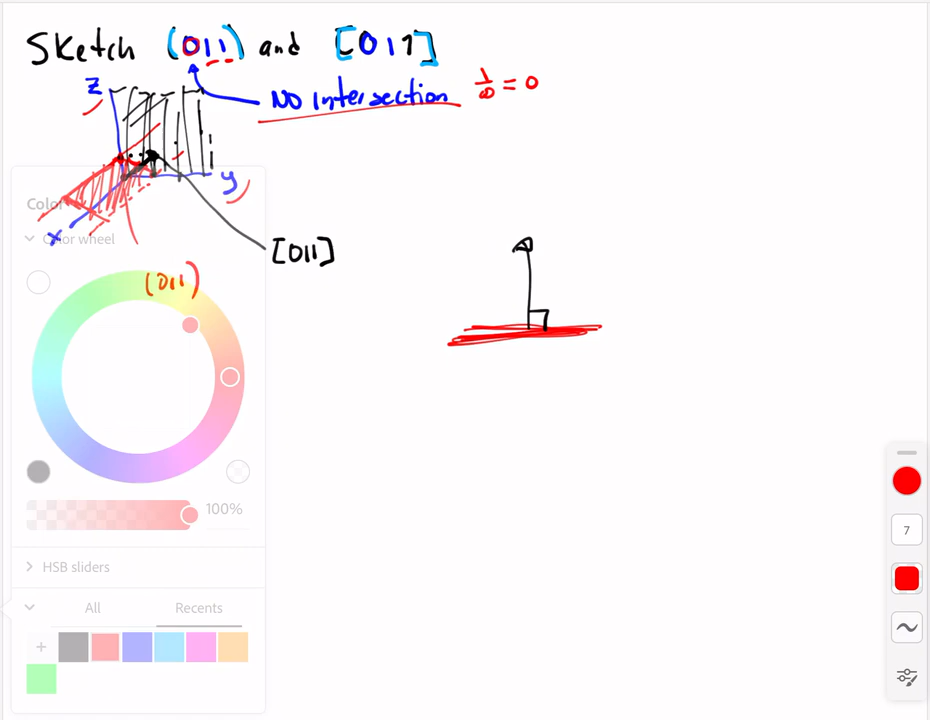 Sketch (011) and [011]
z
No intersection
1/∞ = 0
y
Color
x
Color wheel
[011]
(011)
100%
HSB sliders
All
Recents
+
7